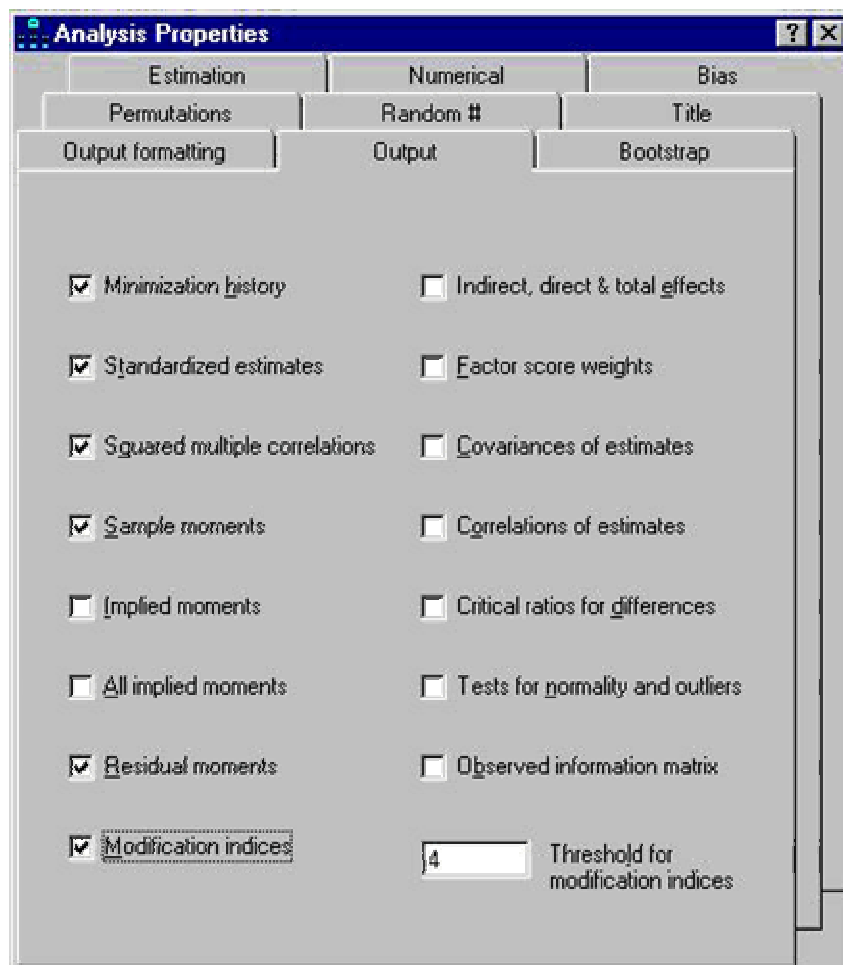 Analysis Properties
Estimation
Numerical
Bias
Permutations
Random #
Title
Output formatting
Output
Bootstrap
Minimization history
Indirect, direct & total effects
Standardized estimates
Factor score weights
Squared multiple correlations
Covariances of estimates
Sample moments
Correlations of estimates
Implied moments
Critical ratios for differences
All implied moments
Tests for normality and outliers
Residual moments
Observed information matrix
Modification indices
4
Threshold for
modification indices